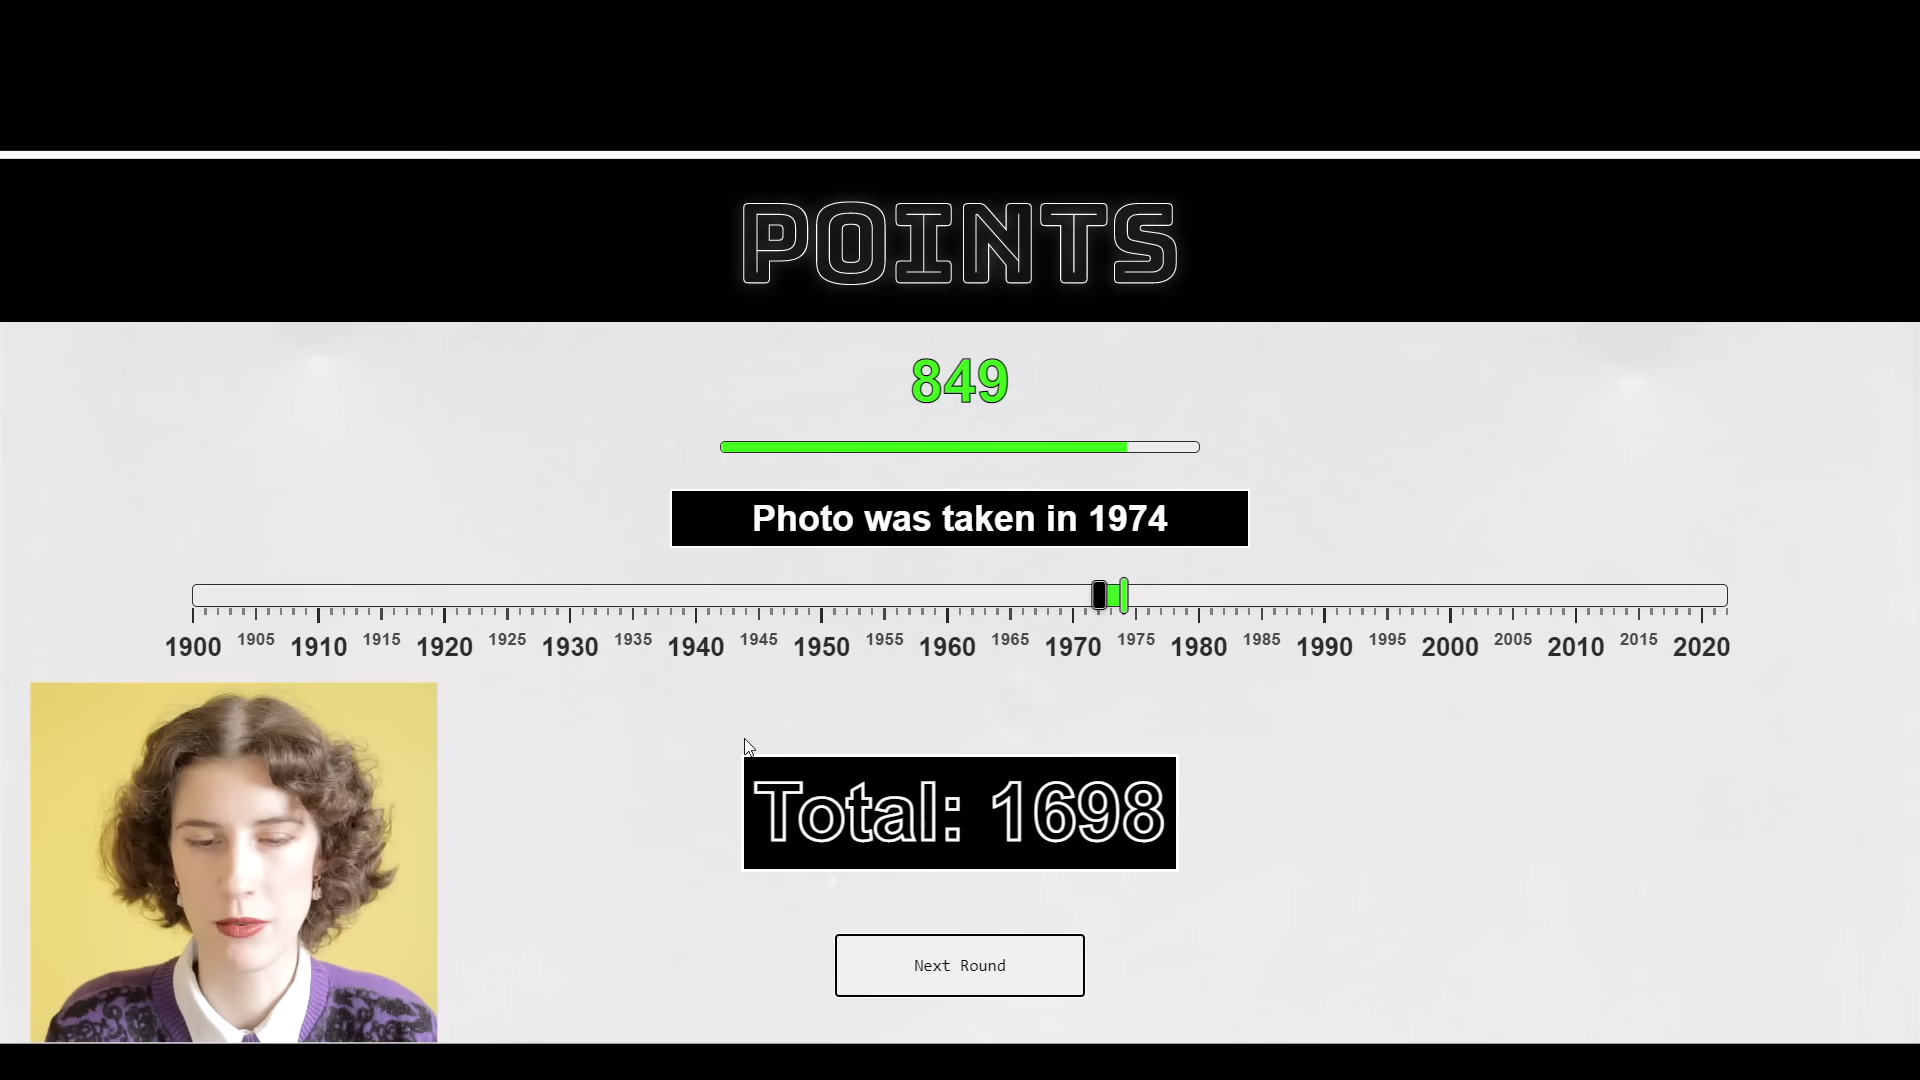 POINTS
849
Photo was taken in 1974
1900 1905 1910 1915 1920 1925 1930 1935 1940 1945 1950 1955 1960 1965 1970 1975 1980 1985 1990 1995 2000 2005 2010 2015 2020
Total: 1698
Next Round